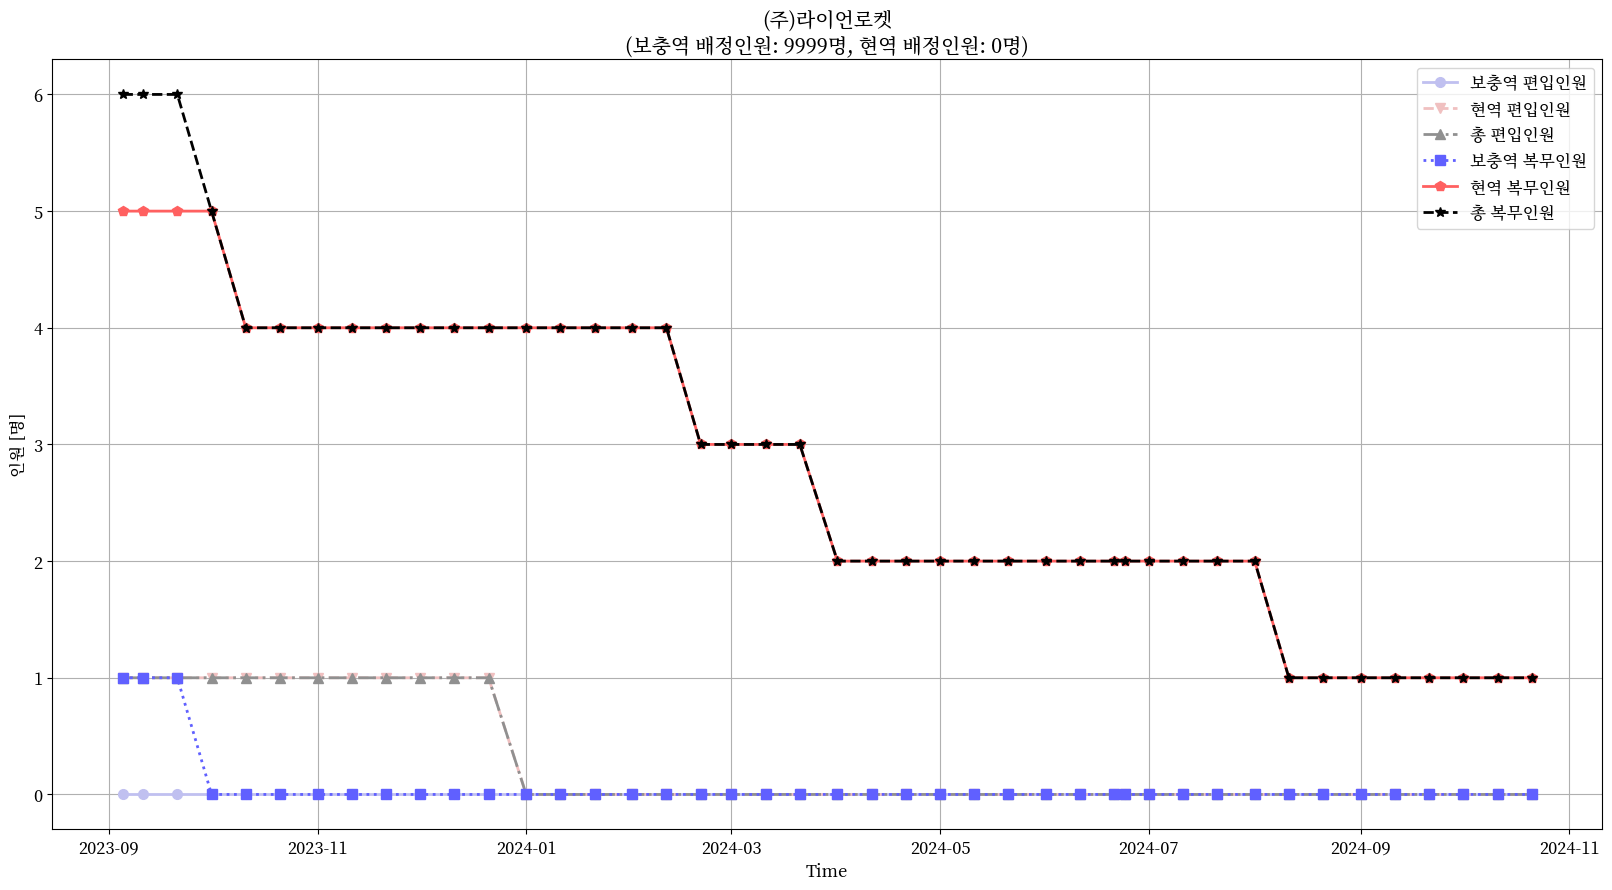 (주)라이언로켓
(보충역 배정인원: 9999명, 현역 배정인원: 0명)
인원 [명]
6
5
4
3
2
1
0
보충역 편입인원
현역 편입인원
총 편입인원
보충역 복무인원
현역 복무인원
총 복무인원
2023-09
2023-11
2024-01
2024-03
2024-05
2024-07
2024-09
2024-11
Time